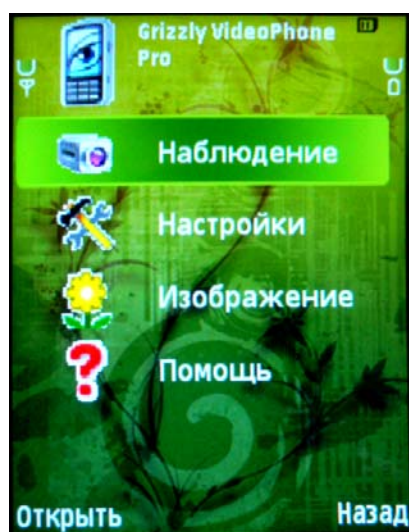 Grizzly VideoPhone
Pro
Наблюдение
Настройки
Изображение
Помощь
Открыть
Назад